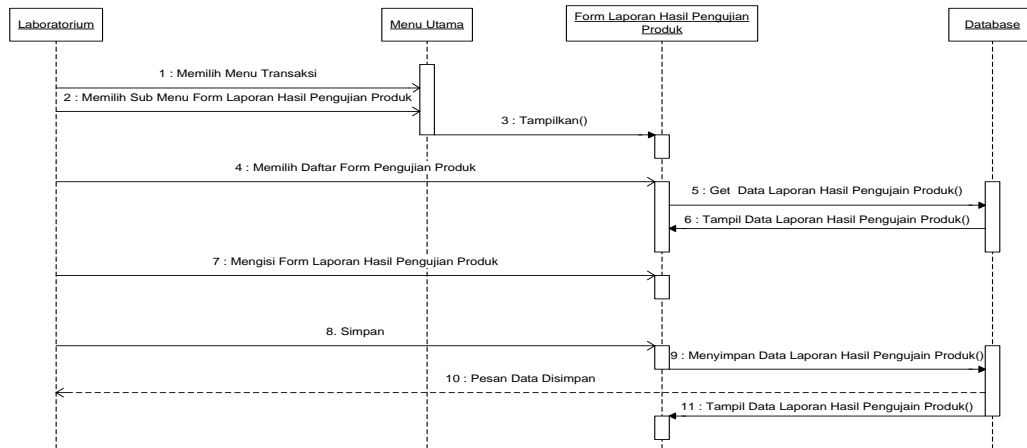 Laboratorium
Menu Utama
Form Laporan Hasil Pengujian
Produk
Database
1 : Memilih Menu Transaksi
2 : Memilih Sub Menu Form Laporan Hasil Pengujian Produk
3 : Tampilkan()
4 : Memilih Daftar Form Pengujian Produk
5 : Get Data Laporan Hasil Pengujain Produk()
6 : Tampil Data Laporan Hasil Pengujain Produk()
7 : Mengisi Form Laporan Hasil Pengujian Produk
8. Simpan
9 : Menyimpan Data Laporan Hasil Pengujain Produk()
10 : Pesan Data Disimpan
11 : Tampil Data Laporan Hasil Pengujain Produk()